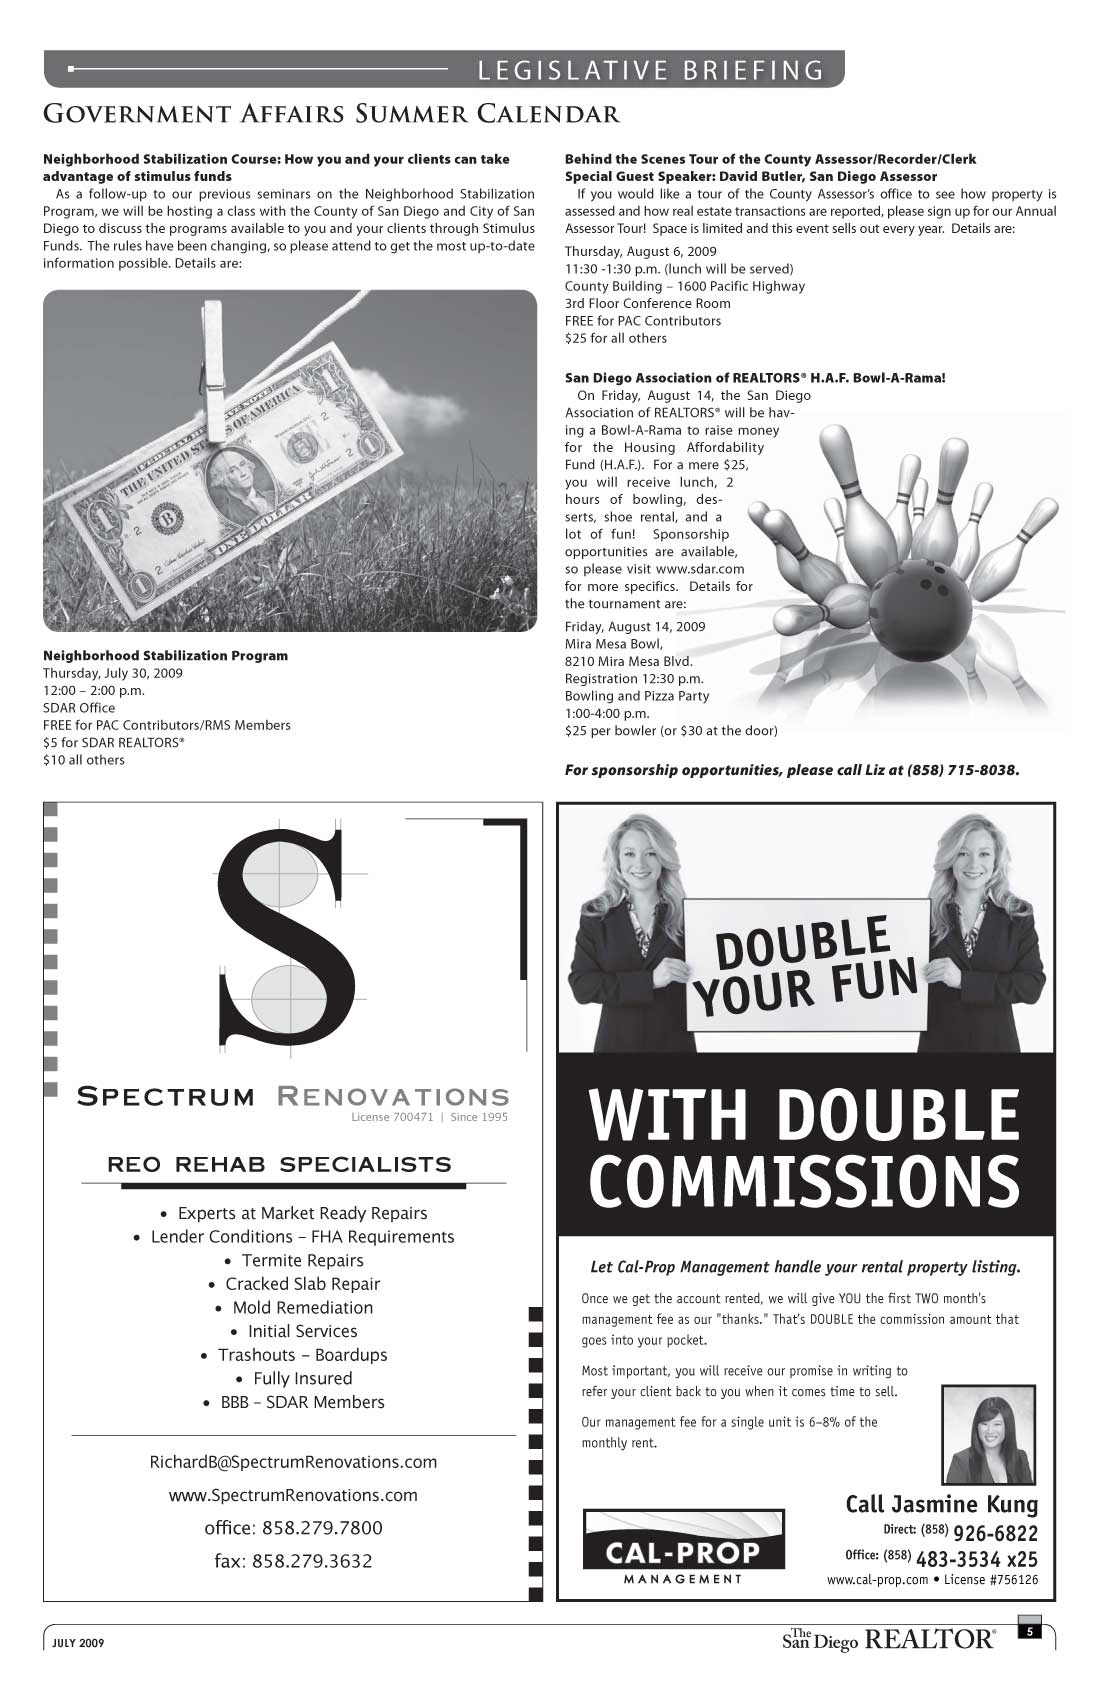 LEGISLATIVE BRIEFING
Government Affairs Summer Calendar
Neighborhood Stabilization Course: How you and your clients can take
advantage of stimulus funds
As a follow-up to our previous seminars on the Neighborhood Stabilization
Program, we will be hosting a class with the County of San Diego and City of San
Diego to discuss the programs available to you and your clients through Stimulus
Funds. The rules have been changing, so please attend to get the most up-to-date
information possible. Details are:
FEDERAL RESERVE NOTE
THE UNITED STATES OF AMERICA
ONE DOLLAR
B
Neighborhood Stabilization Program
Thursday, July 30, 2009
12:00 – 2:00 p.m.
SDAR Office
FREE for PAC Contributors/RMS Members
$5 for SDAR REALTORS®
$10 all others
Behind the Scenes Tour of the County Assessor/Recorder/Clerk
Special Guest Speaker: David Butler, San Diego Assessor
If you would like a tour of the County Assessor's office to see how property is
assessed and how real estate transactions are reported, please sign up for our Annual
Assessor Tour! Space is limited and this event sells out every year. Details are:
Thursday, August 6, 2009
11:30 -1:30 p.m. (lunch will be served)
County Building – 1600 Pacific Highway
3rd Floor Conference Room
FREE for PAC Contributors
$25 for all others
San Diego Association of REALTORS® H.A.F. Bowl-A-Rama!
On Friday, August 14, the San Diego
Association of REALTORS® will be hav-
ing a Bowl-A-Rama to raise money
for the Housing Affordability
Fund (H.A.F.). For a mere $25,
you will receive lunch, 2
hours of bowling, des-
serts, shoe rental, and a
lot of fun! Sponsorship
opportunities are available,
so please visit www.sdar.com
for more specifics. Details for
the tournament are:
Friday, August 14, 2009
Mira Mesa Bowl,
8210 Mira Mesa Blvd.
Registration 12:30 p.m.
Bowling and Pizza Party
1:00-4:00 p.m.
$25 per bowler (or $30 at the door)
For sponsorship opportunities, please call Liz at (858) 715-8038.
S
Spectrum Renovations
License 700471 | Since 1995
REO REHAB SPECIALISTS
• Experts at Market Ready Repairs
• Lender Conditions – FHA Requirements
• Termite Repairs
• Cracked Slab Repair
• Mold Remediation
• Initial Services
• Trashouts – Boardups
• Fully Insured
• BBB – SDAR Members
RichardB@SpectrumRenovations.com
www.SpectrumRenovations.com
office: 858.279.7800
fax: 858.279.3632
DOUBLE
YOUR FUN
WITH DOUBLE
COMMISSIONS
Let Cal-Prop Management handle your rental property listing.
Once we get the account rented, we will give YOU the first TWO month's
management fee as our "thanks." That's DOUBLE the commission amount that
goes into your pocket.
Most important, you will receive our promise in writing to
refer your client back to you when it comes time to sell.
Our management fee for a single unit is 6–8% of the
monthly rent.
Call Jasmine Kung
Direct: (858) 926-6822
Office: (858) 483-3534 x25
www.cal-prop.com • License #756126
CAL-PROP
MANAGEMENT
JULY 2009
The San Diego REALTOR®
5